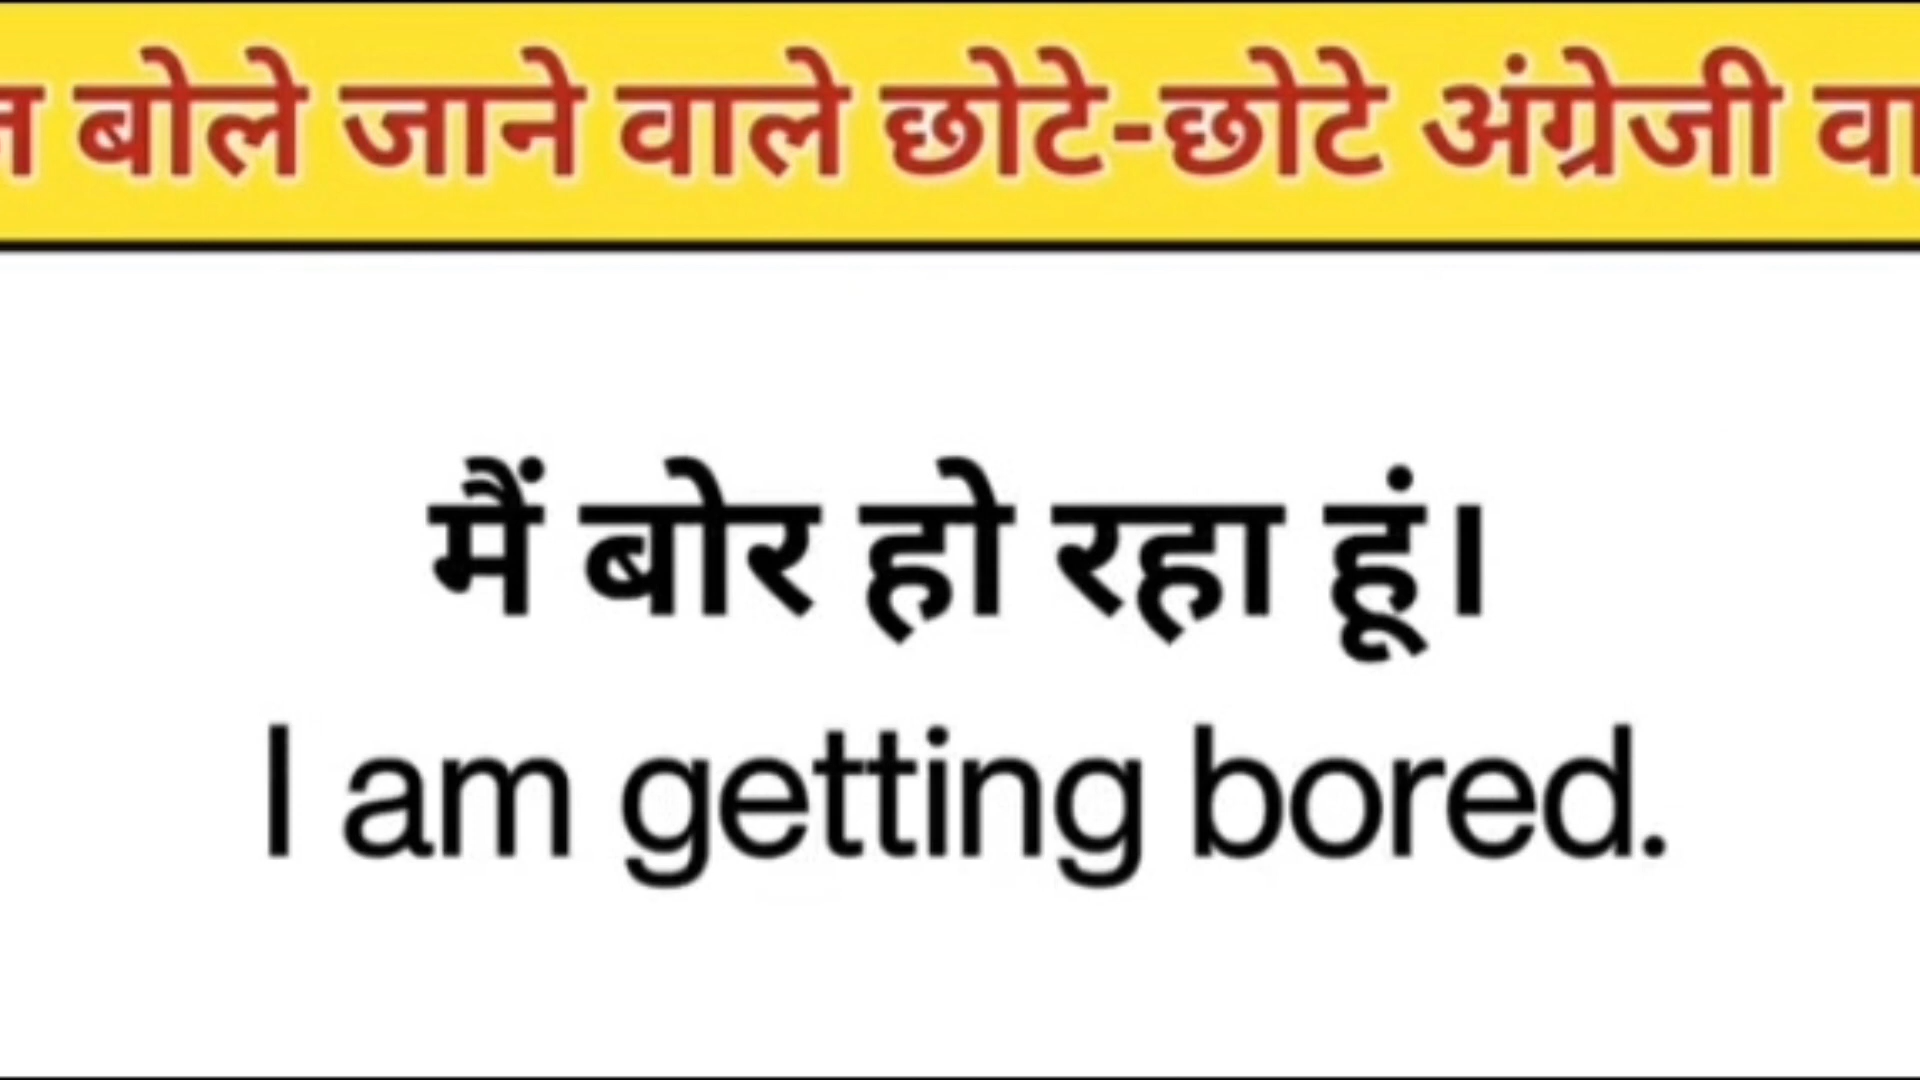 बोले जाने वाले छोटे-छोटे अंग्रेजी
मैं बोर हो रहा हूं।
I am getting bored.